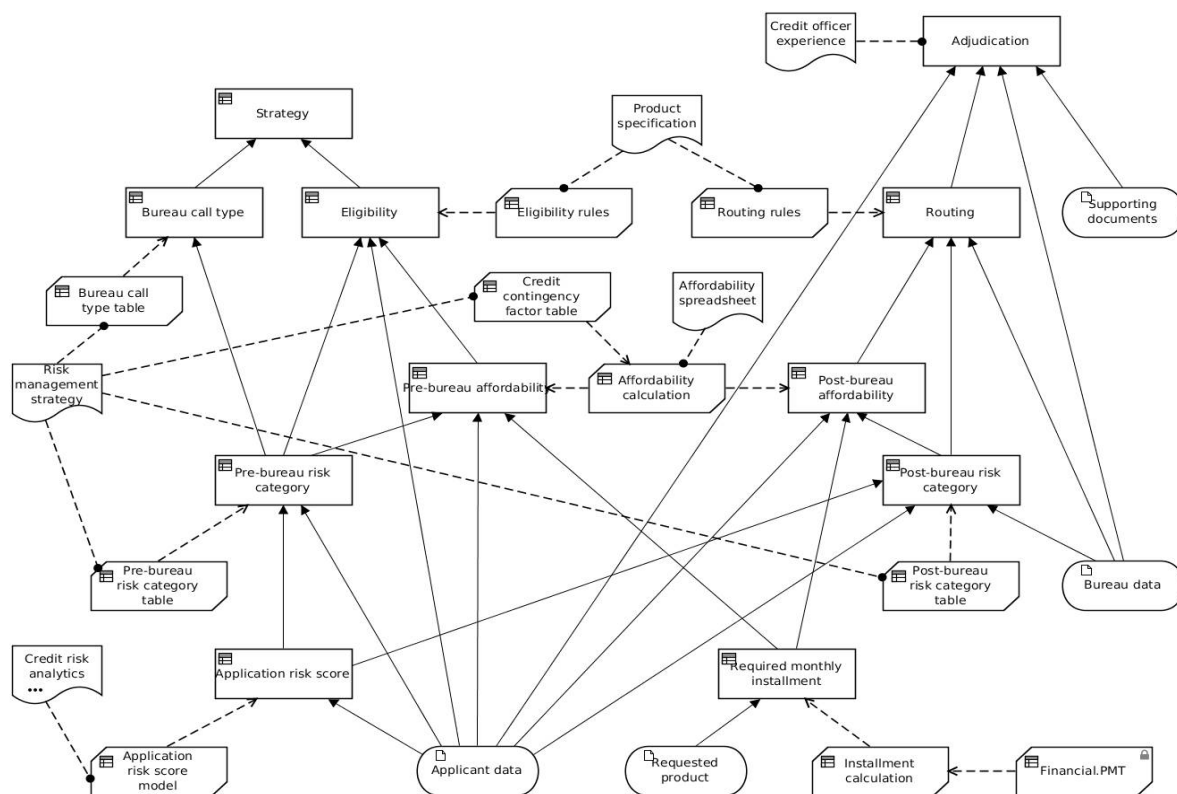 Credit officer
experience
Adjudication
Strategy
Product
specification
Bureau call type
Eligibility
Eligibility rules
Routing rules
Routing
Supporting
documents
Bureau call
type table
Credit
contingency
factor table
Affordability
spreadsheet
Risk
management
strategy
Pre-bureau affordability
Affordability
calculation
Post-bureau
affordability
Pre-bureau risk
category
Post-bureau risk
category
Pre-bureau
risk category
table
Post-bureau
risk category
table
Bureau data
Credit risk
analytics
•••
Application risk score
Required monthly
installment
Application
risk score
model
Applicant data
Requested
product
Installment
calculation
Financial.PMT